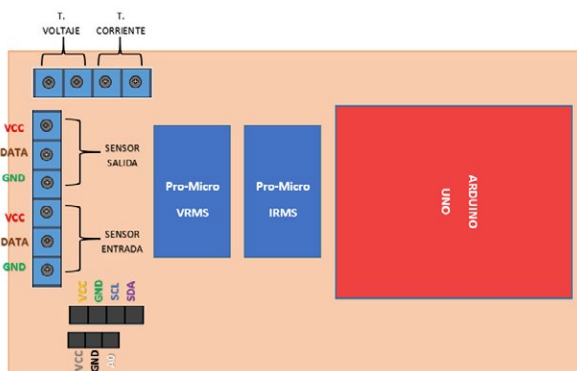 T.
VOLTAJE
T.
CORRIENTE
VCC
DATA
GND
SENSOR
SALIDA
VCC
DATA
GND
SENSOR
ENTRADA
Pro-Micro
VRMS
Pro-Micro
IRMS
ARDUINO
UNO
VCC
GND
SCL
SDA
VCC
GND
A0